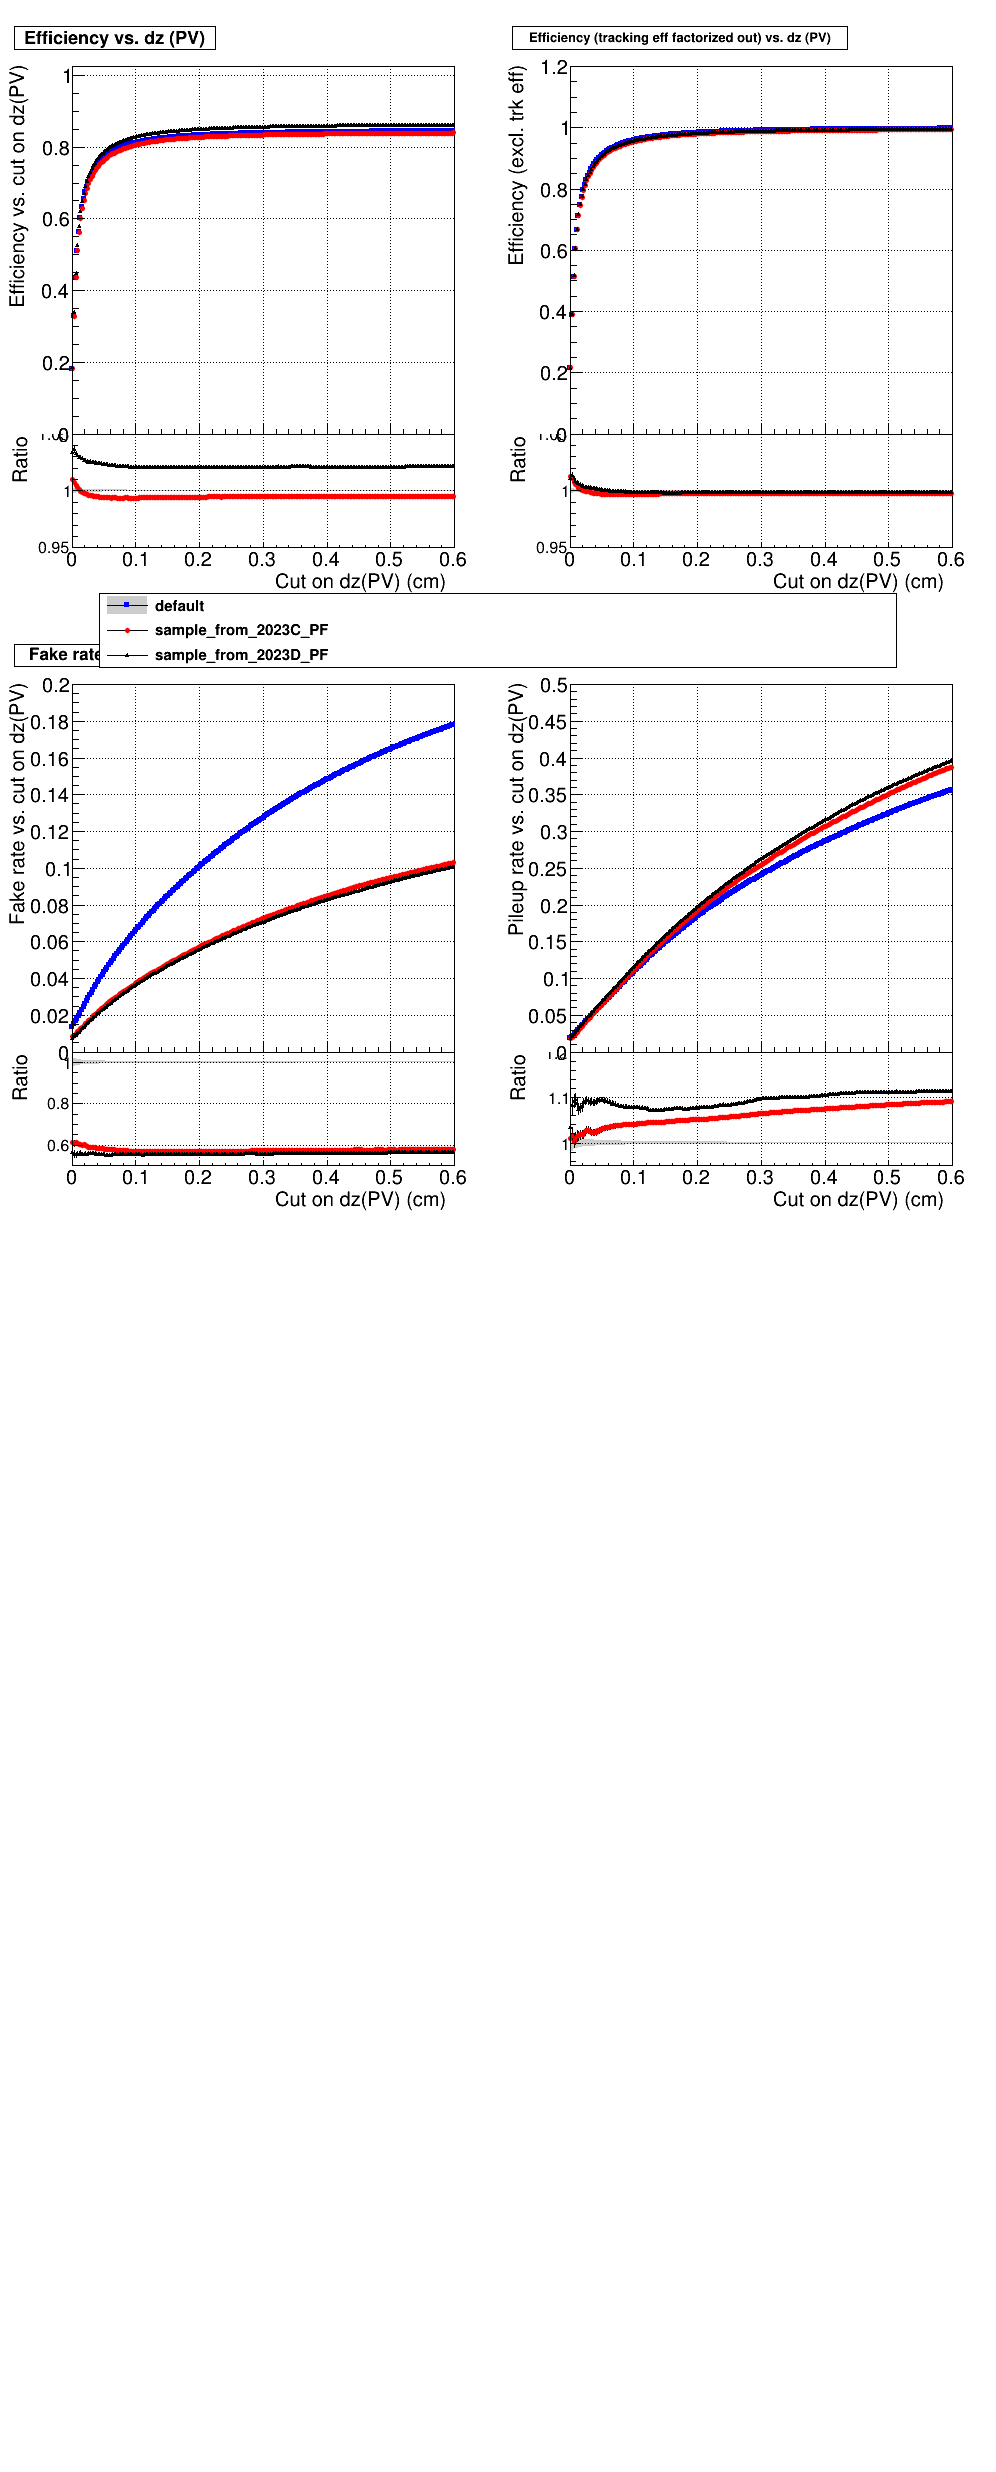 Efficiency vs. dz (PV)
Efficiency vs. cut on dz(PV)
1
0.8
0.6
0.4
0.2
0
Ratio
1
0.95
0 0.1 0.2 0.3 0.4 0.5 0.6
Cut on dz(PV) (cm)
Efficiency (tracking eff factorized out) vs. dz (PV)
Efficiency (excl. trk eff)
1.2
1
0.8
0.6
0.4
0.2
0
Ratio
1
0.95
0 0.1 0.2 0.3 0.4 0.5 0.6
Cut on dz(PV) (cm)
default
sample_from_2023C_PF
sample_from_2023D_PF
Fake rate
Fake rate vs. cut on dz(PV)
0.2
0.18
0.16
0.14
0.12
0.1
0.08
0.06
0.04
0.02
0
Ratio
1
0.8
0.6
0 0.1 0.2 0.3 0.4 0.5 0.6
Cut on dz(PV) (cm)
Pileup rate vs. cut on dz(PV)
0.5
0.45
0.4
0.35
0.3
0.25
0.2
0.15
0.1
0.05
0
Ratio
1.1
1
0 0.1 0.2 0.3 0.4 0.5 0.6
Cut on dz(PV) (cm)